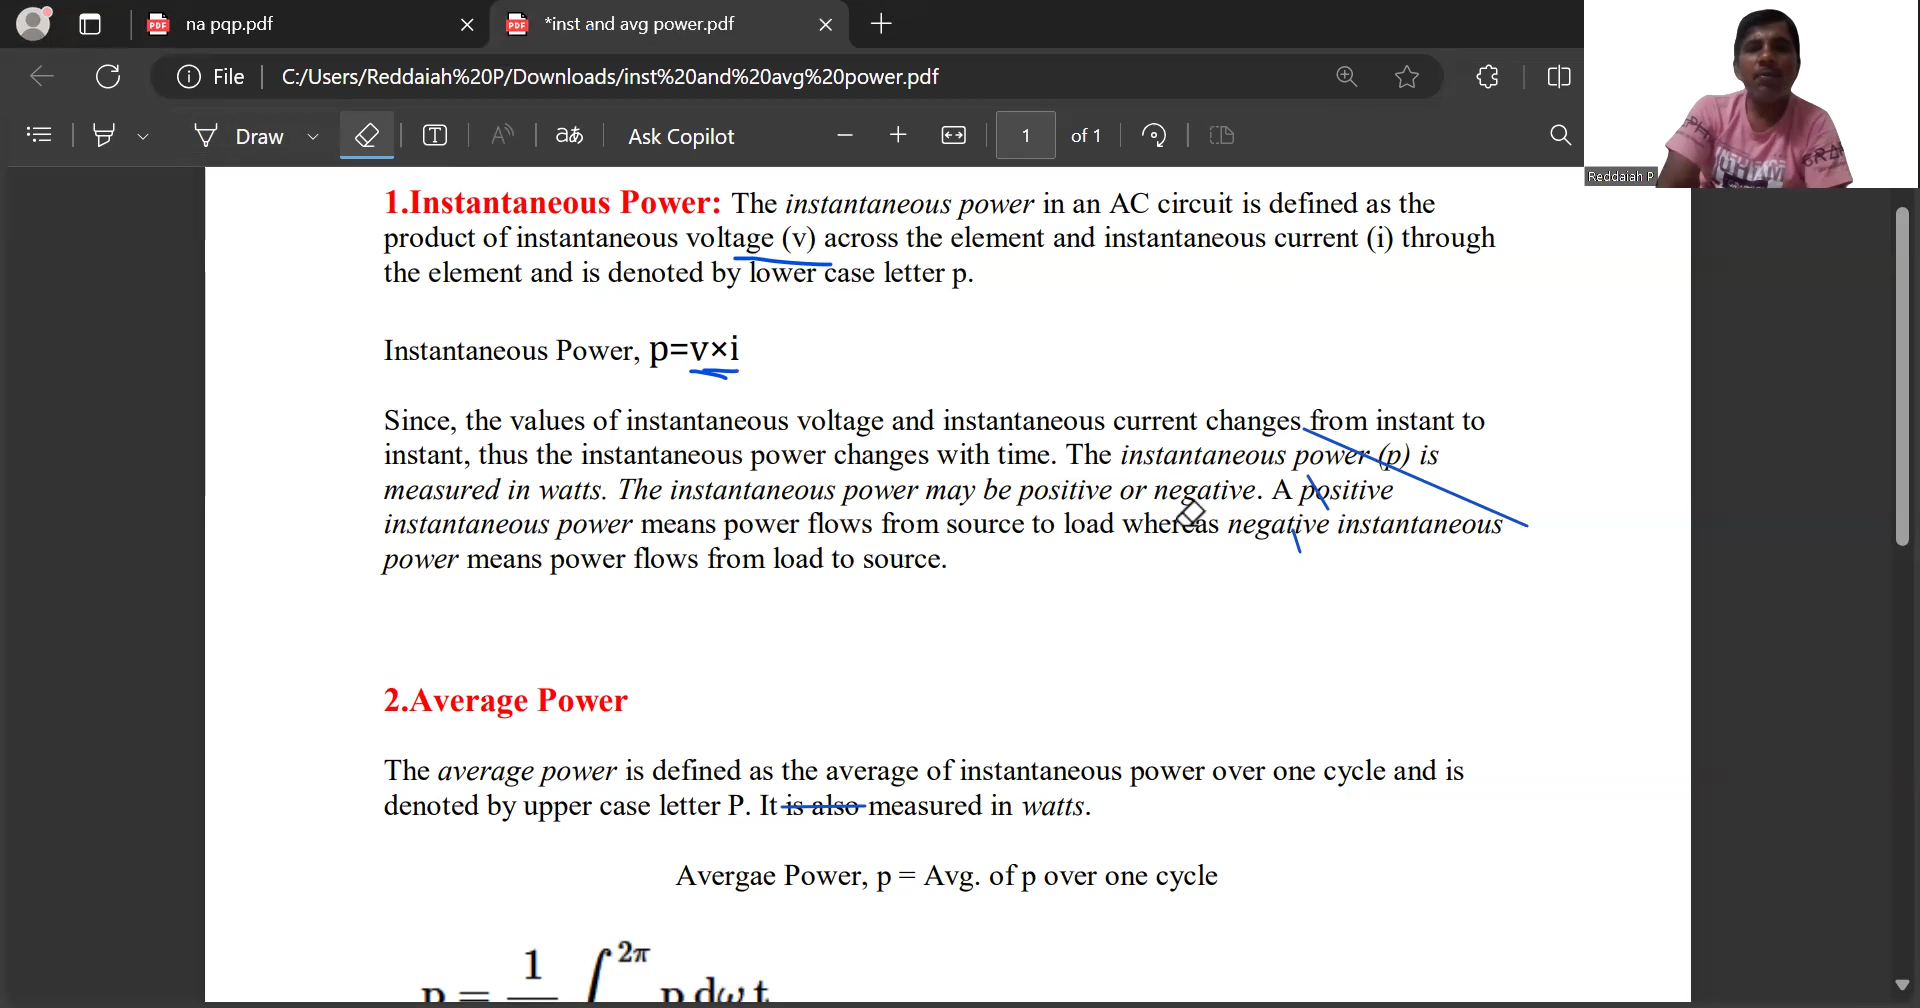 na pqp.pdf
*inst and avg power.pdf
File
C:/Users/Reddaiah%20P/Downloads/inst%20and%20avg%20power.pdf
Draw
T
A
aあ
Ask Copilot
1
of 1
Reddaiah P
1.Instantaneous Power: The instantaneous power in an AC circuit is defined as the
product of instantaneous voltage (v) across the element and instantaneous current (i) through
the element and is denoted by lower case letter p.
Instantaneous Power, p=v×i
Since, the values of instantaneous voltage and instantaneous current changes from instant to
instant, thus the instantaneous power changes with time. The instantaneous power (p) is
measured in watts. The instantaneous power may be positive or negative. A positive
instantaneous power means power flows from source to load whereas negative instantaneous
power means power flows from load to source.
2.Average Power
The average power is defined as the average of instantaneous power over one cycle and is
denoted by upper case letter P. It is also measured in watts.
Avergae Power, p = Avg. of p over one cycle
p = 1 ∫ 2π p dω t